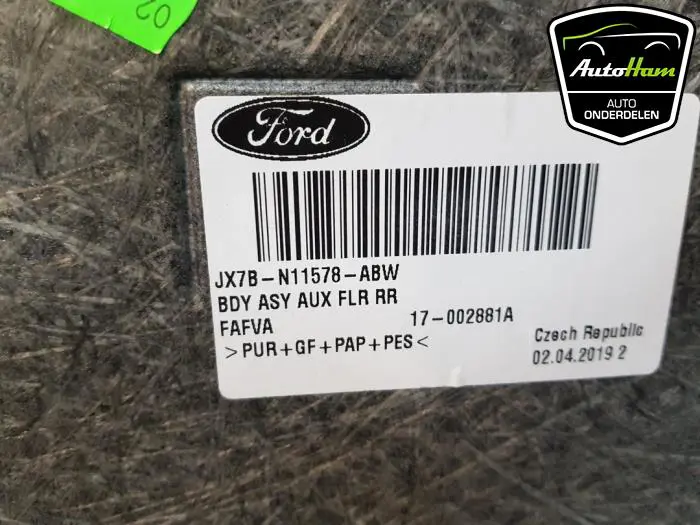 02
AutoHam
AUTO
ONDERDELEN
Ford
JX7B-N11578-ABW
BDY ASY AUX FLR RR
FAFVA 17-002881A
>PUR+GF+PAP+PES<
Czech Republic
02.04.2019 2